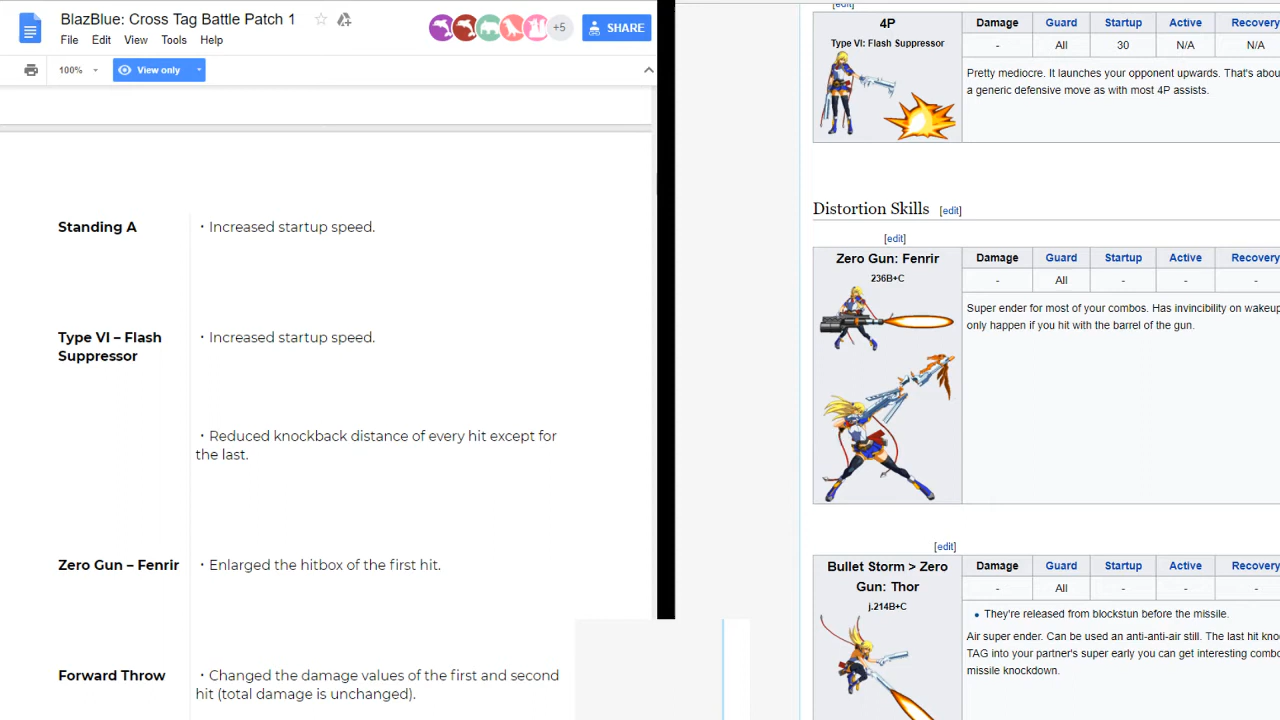 BlazBlue: Cross Tag Battle Patch 1
File Edit View Tools Help
+5
SHARE
100%
View only
Standing A
・Increased startup speed.
Type VI – Flash
Suppressor
・Increased startup speed.
・Reduced knockback distance of every hit except for
the last.
Zero Gun – Fenrir
・Enlarged the hitbox of the first hit.
Forward Throw
・Changed the damage values of the first and second
hit (total damage is unchanged).
[edit]
4P
Type VI: Flash Suppressor
Damage Guard Startup Active Recovery
- All 30 N/A N/A
Pretty mediocre. It launches your opponent upwards. That's abou
a generic defensive move as with most 4P assists.
Distortion Skills [edit]
[edit]
Zero Gun: Fenrir
236B+C
Damage Guard Startup Active Recovery
- All - - -
Super ender for most of your combos. Has invincibility on wakeup
only happen if you hit with the barrel of the gun.
[edit]
Bullet Storm > Zero
Gun: Thor
j.214B+C
Damage Guard Startup Active Recovery
- All - - -
• They're released from blockstun before the missile.
Air super ender. Can be used an anti-anti-air still. The last hit kno
TAG into your partner's super early you can get interesting combo
missile knockdown.